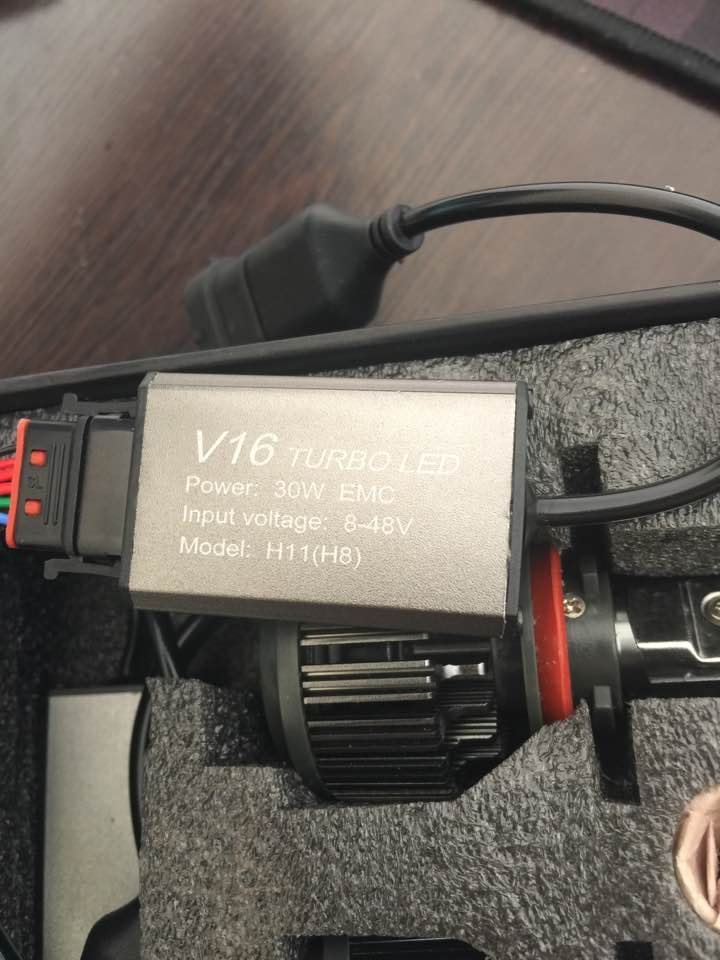 V16 TURBO LED
Power: 30W EMC
Input voltage: 8-48V
Model: H11(H8)